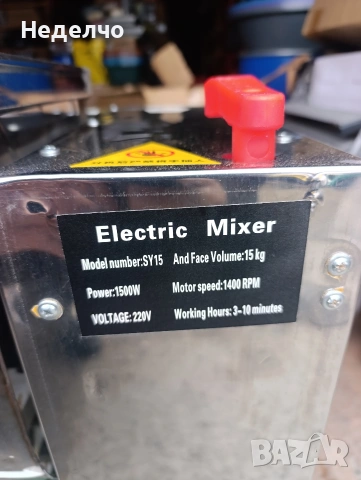 Неделчо
Electric Mixer
Model number:SY15 And Face Volume:15 kg
Power:1500W Motor speed:1400 RPM
VOLTAGE: 220V Working Hours: 3-10 minutes
BAZAR